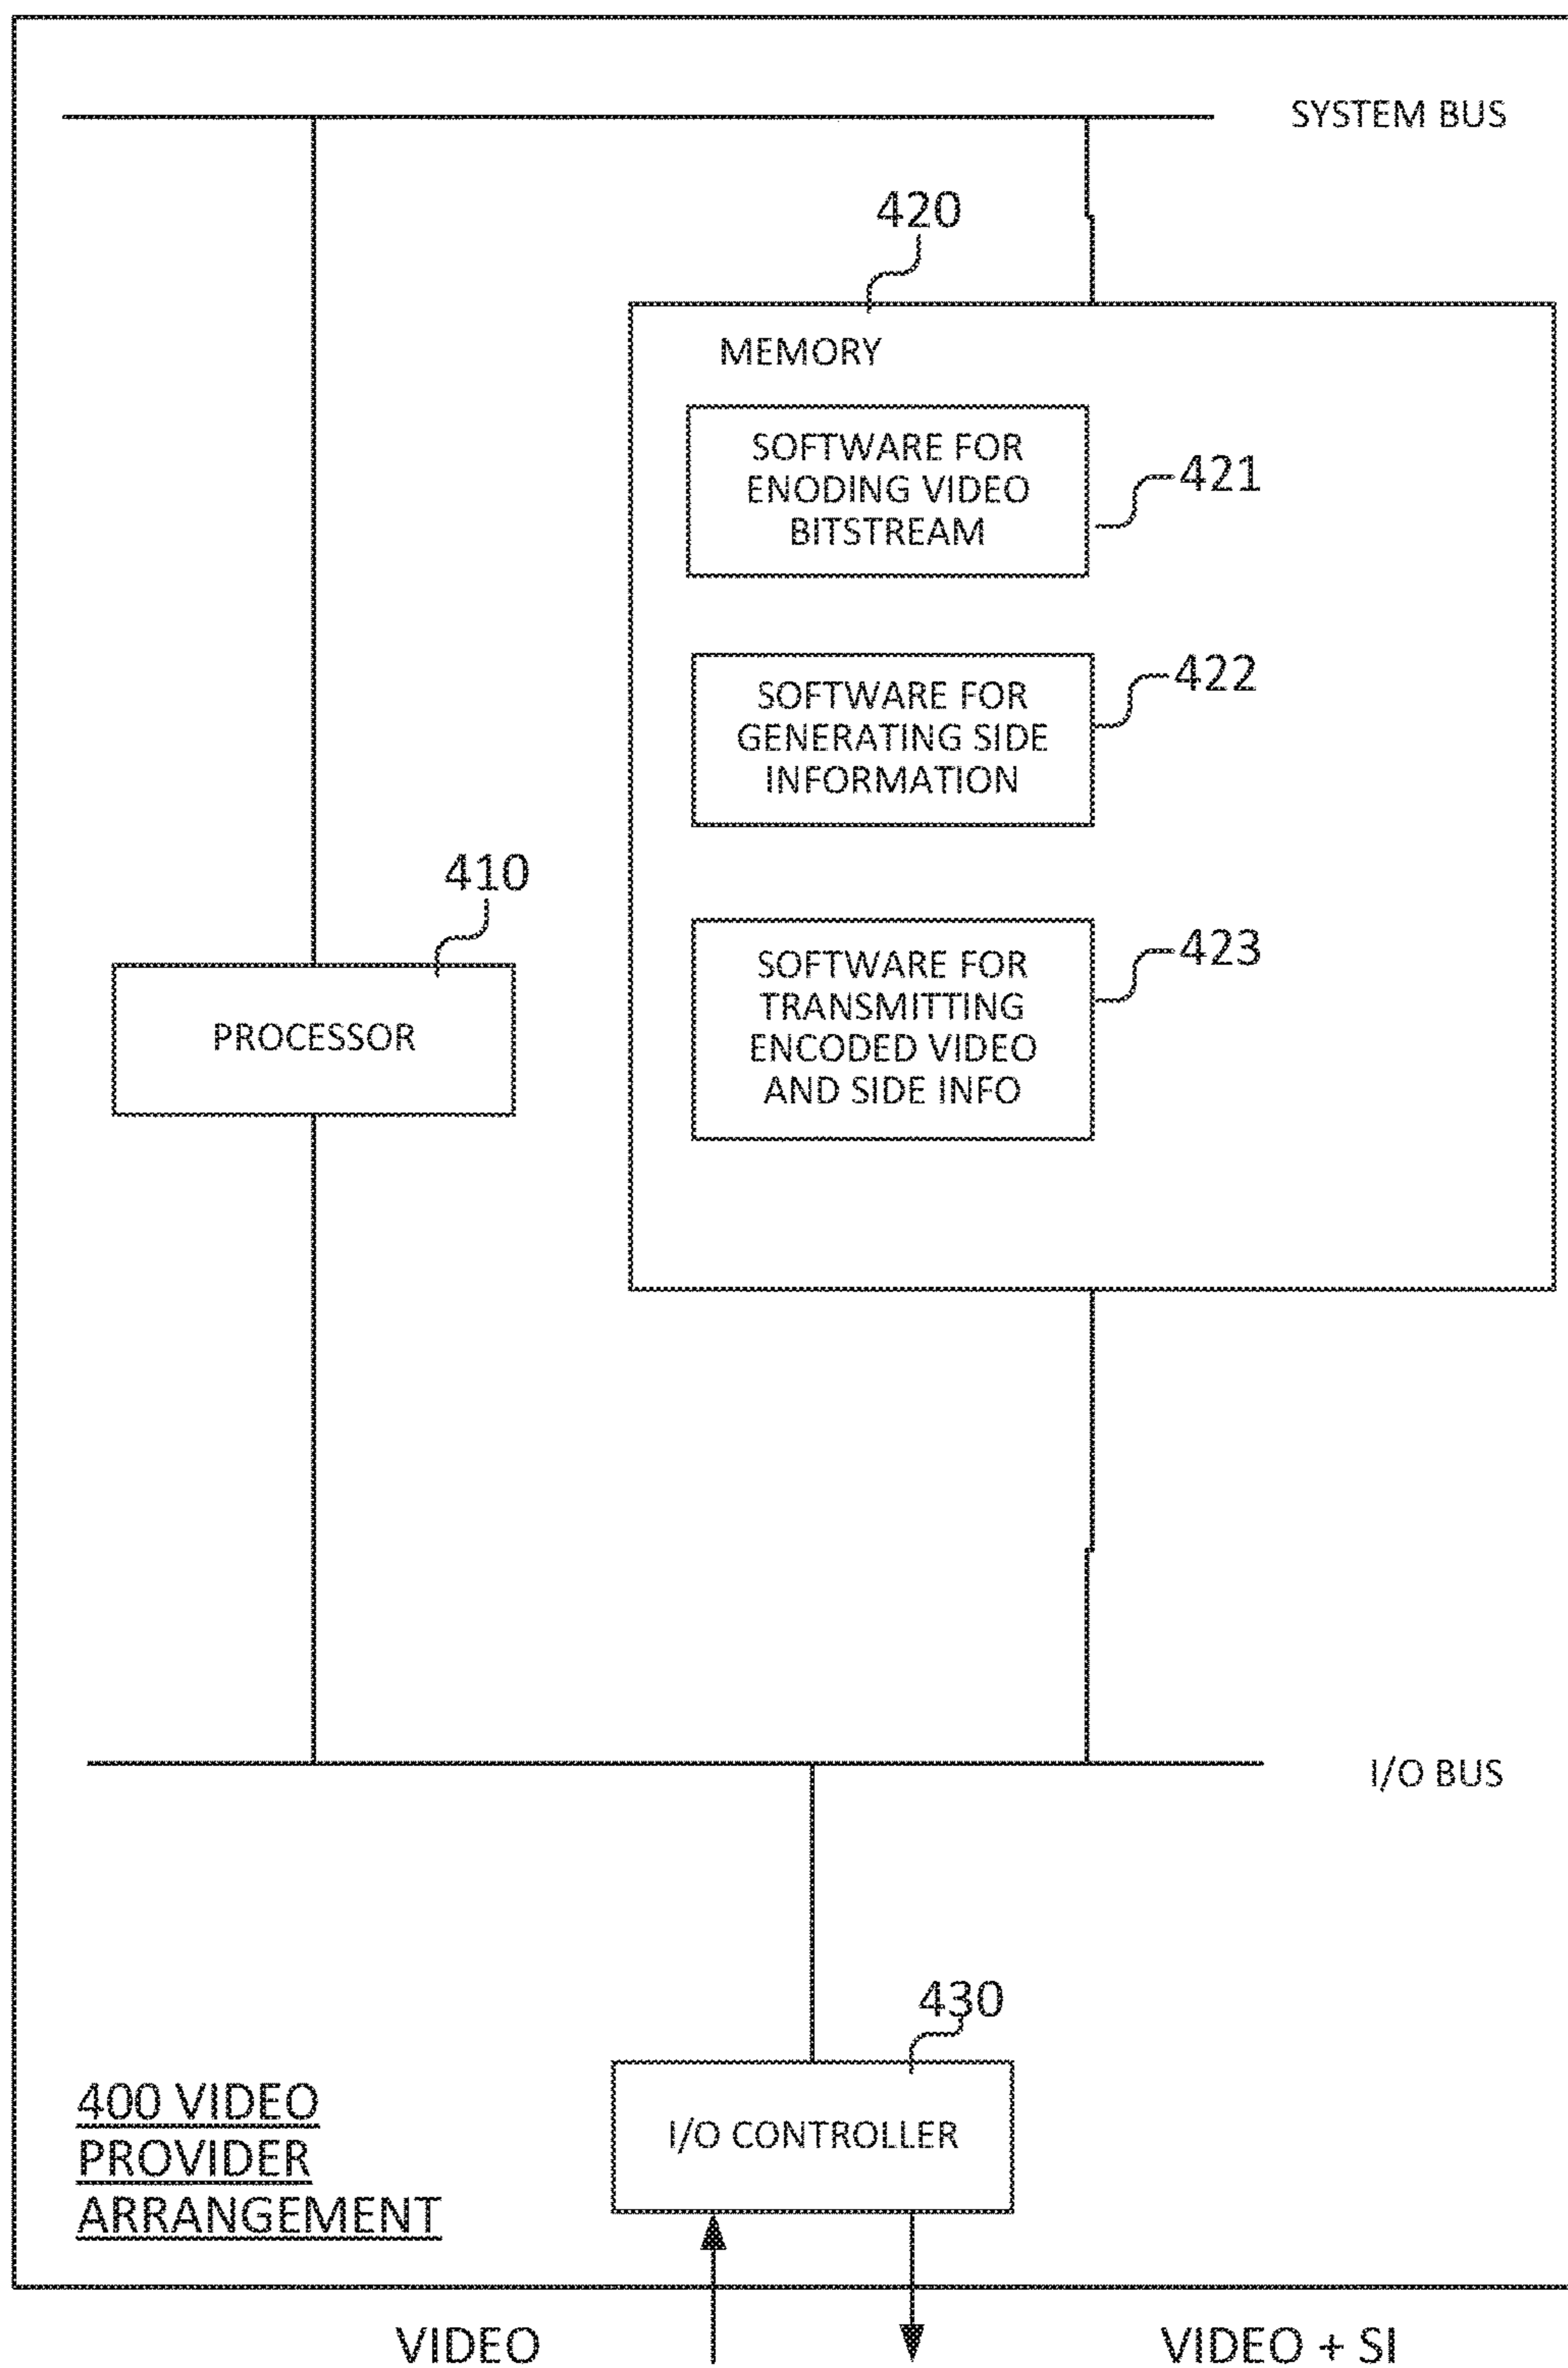 SYSTEM BUS
420
MEMORY
SOFTWARE FOR
ENODING VIDEO
BITSTREAM
421
SOFTWARE FOR
GENERATING SIDE
INFORMATION
422
410
SOFTWARE FOR
TRANSMITTING
ENCODED VIDEO
AND SIDE INFO
423
PROCESSOR
I/O BUS
430
I/O CONTROLLER
400 VIDEO
PROVIDER
ARRANGEMENT
VIDEO
VIDEO + SI